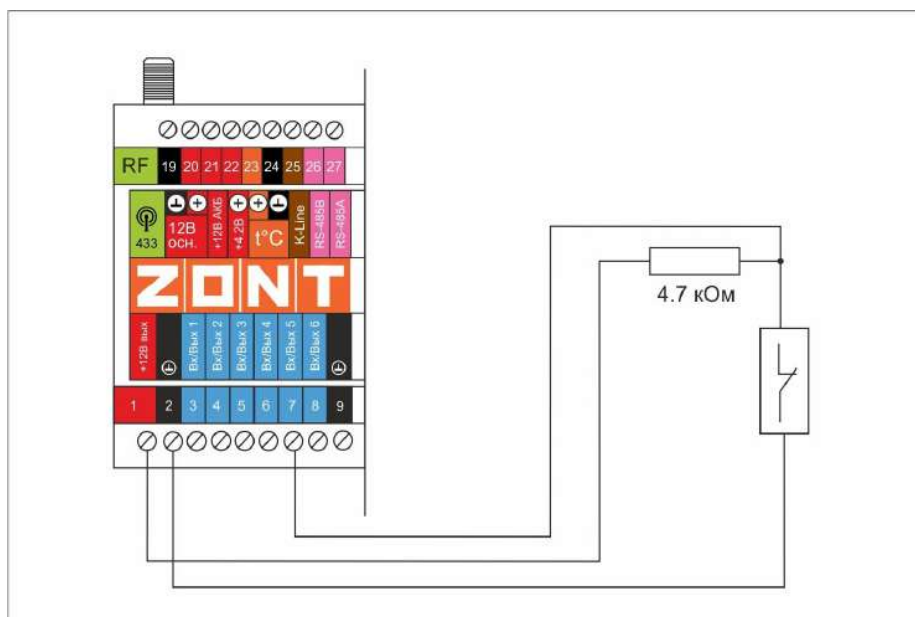 RF 19 20 21 22 23 24 25 26 27
433
12В
осн.
+12В АКБ
+4.2В
t°C
K-Line
RS-485B
RS-485A
ZONT
+12В вых
Вх/Вых 1
Вх/Вых 2
Вх/Вых 3
Вх/Вых 4
Вх/Вых 5
Вх/Вых 6
1 2 3 4 5 6 7 8 9
4.7 кОм